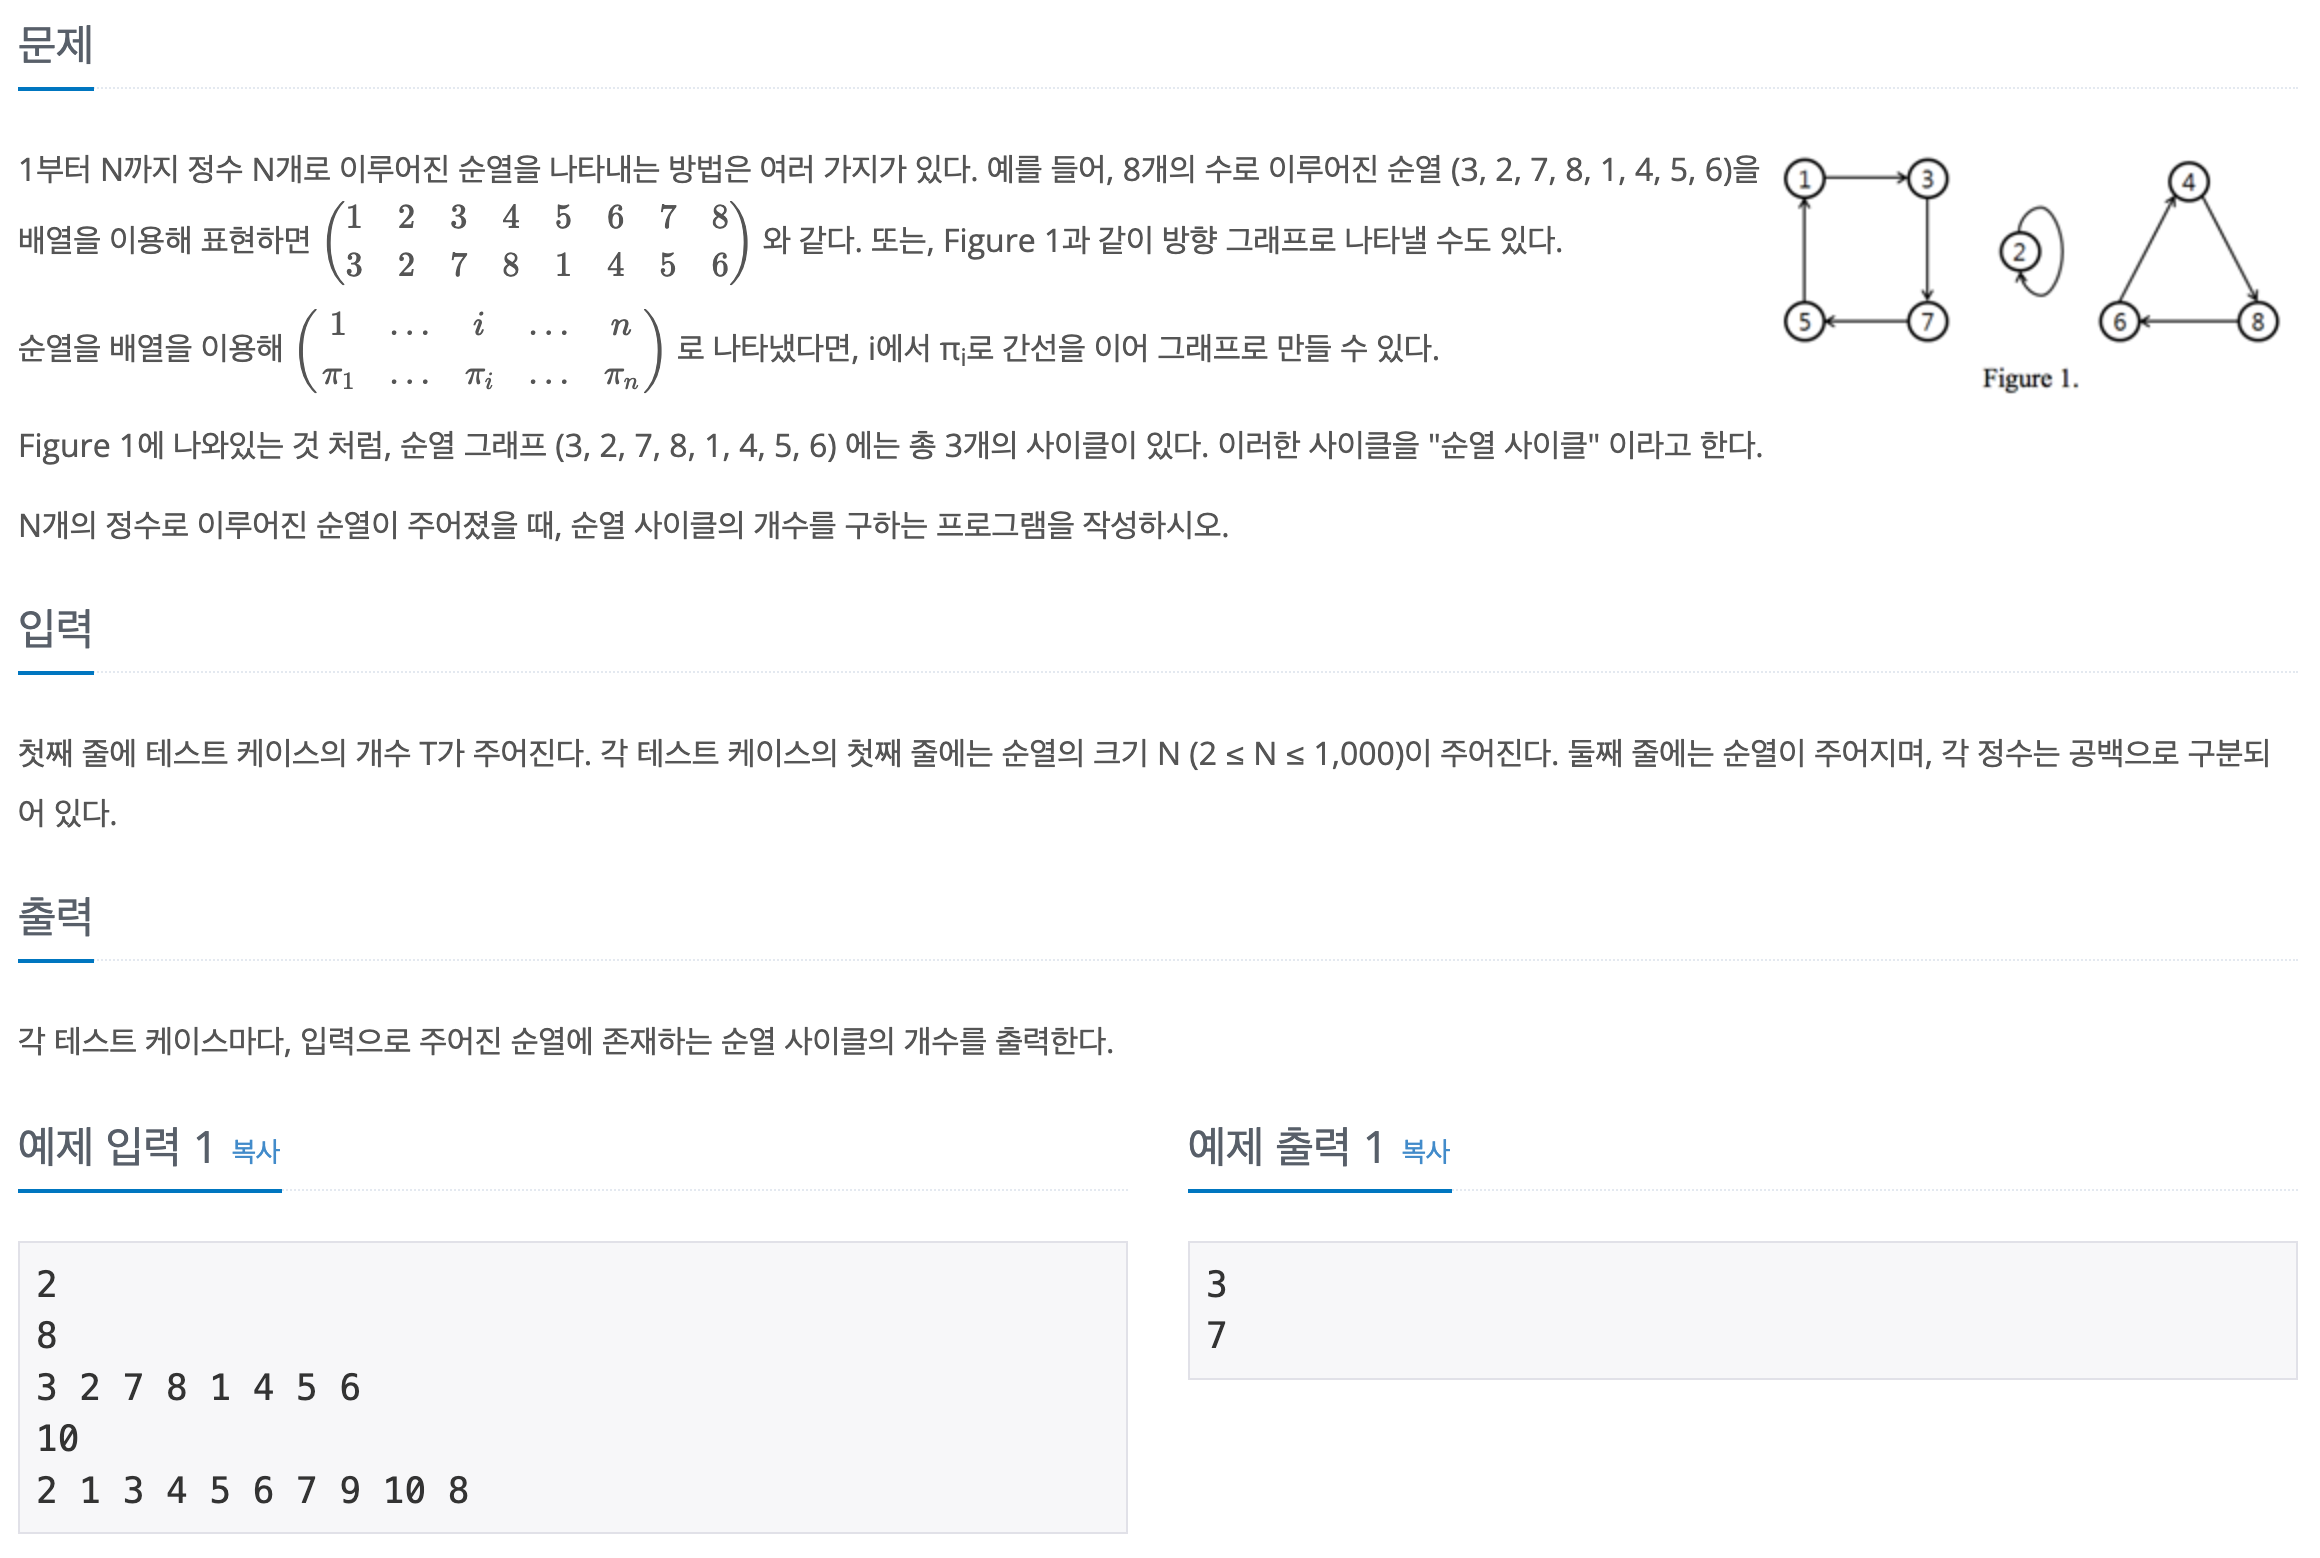 문제
1부터 N까지 정수 N개로 이루어진 순열을 나타내는 방법은 여러 가지가 있다. 예를 들어, 8개의 수로 이루어진 순열 (3, 2, 7, 8, 1, 4, 5, 6)을
배열을 이용해 표현하면 (1 2 3 4 5 6 7 8
3 2 7 8 1 4 5 6) 와 같다. 또는, Figure 1과 같이 방향 그래프로 나타낼 수도 있다.
순열을 배열을 이용해 (1 ... i ... n
π1 ... πi ... πn) 로 나타냈다면, i에서 πi로 간선을 이어 그래프로 만들 수 있다.
1 3 2 4
5 7 6 8
Figure 1.
Figure 1에 나와있는 것 처럼, 순열 그래프 (3, 2, 7, 8, 1, 4, 5, 6) 에는 총 3개의 사이클이 있다. 이러한 사이클을 "순열 사이클" 이라고 한다.
N개의 정수로 이루어진 순열이 주어졌을 때, 순열 사이클의 개수를 구하는 프로그램을 작성하시오.
입력
첫째 줄에 테스트 케이스의 개수 T가 주어진다. 각 테스트 케이스의 첫째 줄에는 순열의 크기 N (2 ≤ N ≤ 1,000)이 주어진다. 둘째 줄에는 순열이 주어지며, 각 정수는 공백으로 구분되
어 있다.
출력
각 테스트 케이스마다, 입력으로 주어진 순열에 존재하는 순열 사이클의 개수를 출력한다.
예제 입력 1 복사
2
8
3 2 7 8 1 4 5 6
10
2 1 3 4 5 6 7 9 10 8
예제 출력 1 복사
3
7